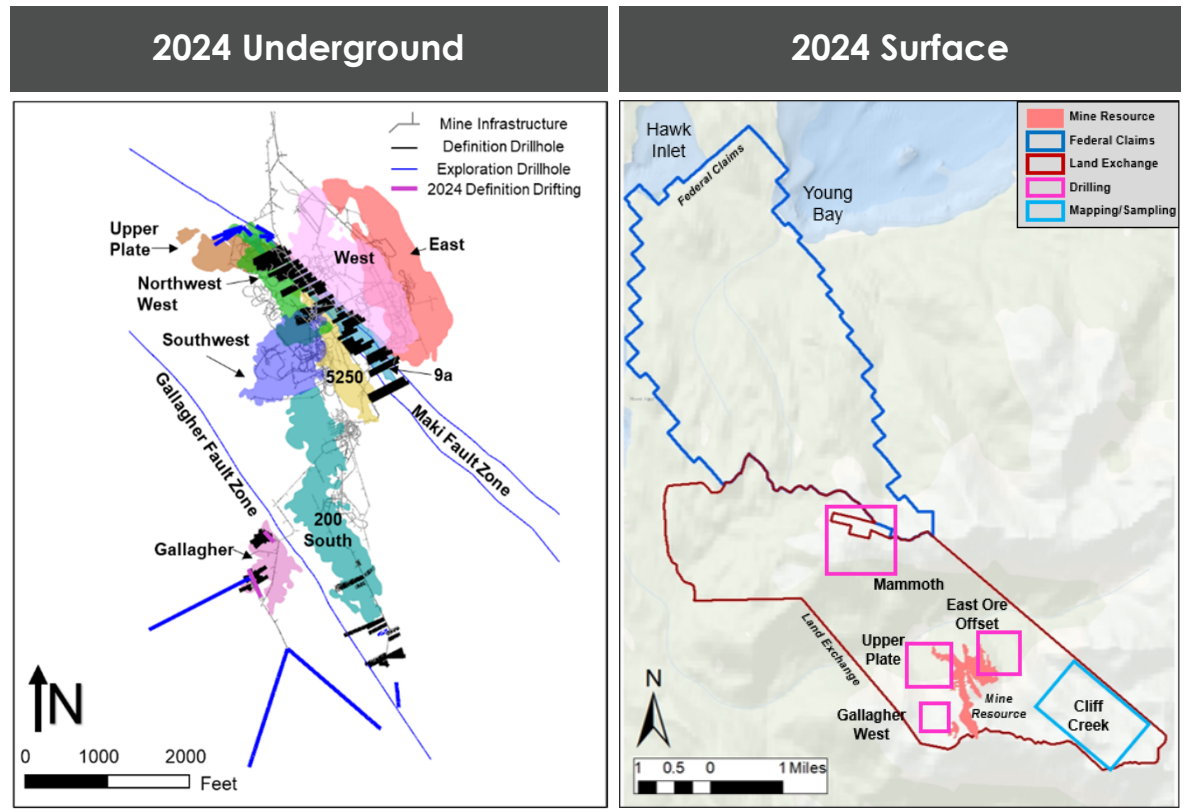 2024 Underground
Mine Infrastructure
Definition Drillhole
Exploration Drillhole
2024 Definition Drifting
Upper
Plate
East
West
Northwest
West
Southwest
5250
9a
Gallagher Fault Zone
Maki Fault Zone
200
South
Gallagher
N
0 1000 2000
Feet
2024 Surface
Mine Resource
Federal Claims
Land Exchange
Drilling
Mapping/Sampling
Hawk
Inlet
Federal Claims
Young
Bay
Mammoth
East Ore
Offset
Land Exchange
Upper
Plate
Mine
Resource
Gallagher
West
Cliff
Creek
N
1 0.5 0 1 Miles